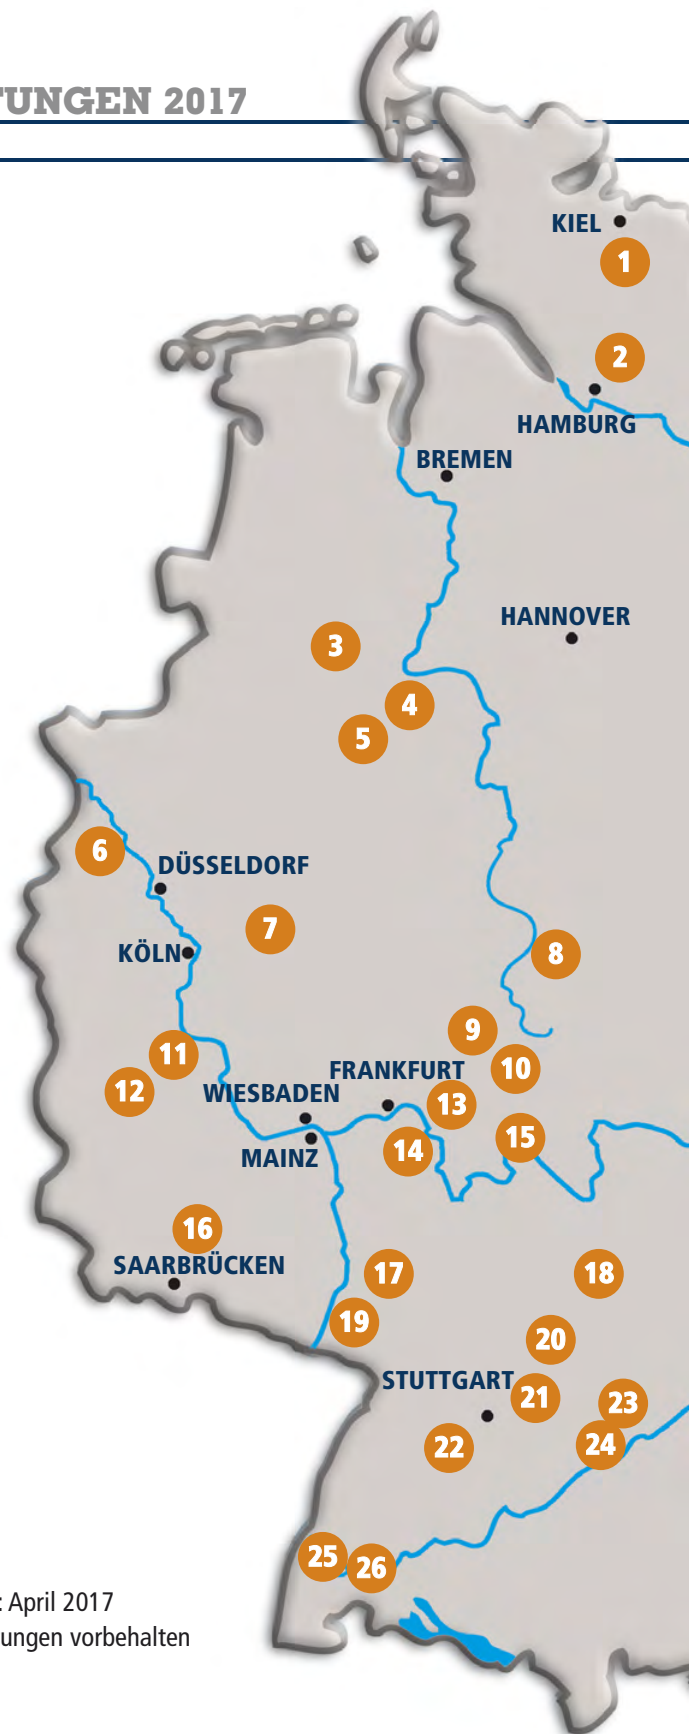 TUNGEN 2017
KIEL
1
2
HAMBURG
BREMEN
HANNOVER
3
4
5
6
DÜSSELDORF
7
KÖLN
8
9
11
10
FRANKFURT
12
WIESBADEN
13
15
14
MAINZ
16
SAARBRÜCKEN
17
18
19
20
STUTTGART
21
23
22
24
25
26
: April 2017
ungen vorbehalten